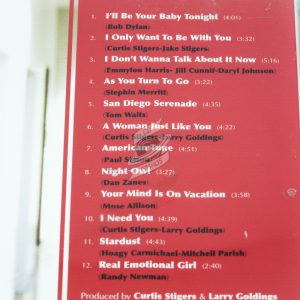 1. I'll Be Your Baby Tonight (4:01)
(Bob Dylan)
2. I Only Want To Be With You (3:32)
(Curtis Stigers-Jake Stigers)
3. I Don't Wanna Talk About It Now (5:16)
(Emmylou Harris- Jill Cunnif-Daryl Johnson)
4. As You Turn To Go (3:22)
(Stephin Merritt)
5. San Diego Serenade (4:35)
(Tom Waits)
6. A Woman Just Like You (4:22)
(Curtis Stigers-Larry Goldings)
7. American Tune (4:51)
(Paul Simon)
8. Night Owl (3:27)
(Dan Zanes)
9. Your Mind Is On Vacation (3:58)
(Mose Allison)
10. I Need You (4:39)
(Curtis Stigers-Larry Goldings)
11. Stardust (4:43)
(Hoagy Carmichael-Mitchell Parish)
12. Real Emotional Girl (2:40)
(Randy Newman)
Produced by Curtis Stigers & Larry Goldings